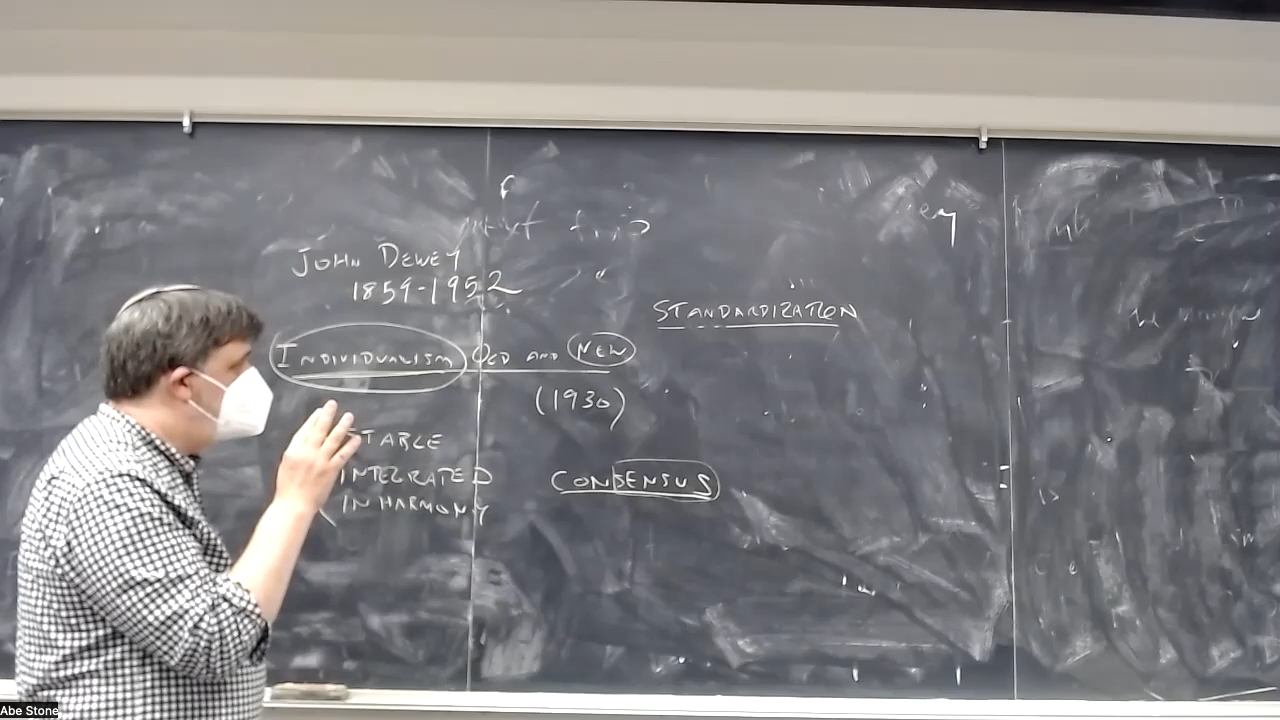 JOHN DEWEY
1859-1952
INDIVIDUALISM OLD AND NEW
(1930)
STABLE
INTEGRATED
IN HARMONY
CONSENSUS
STANDARDIZATION
Abe Stone